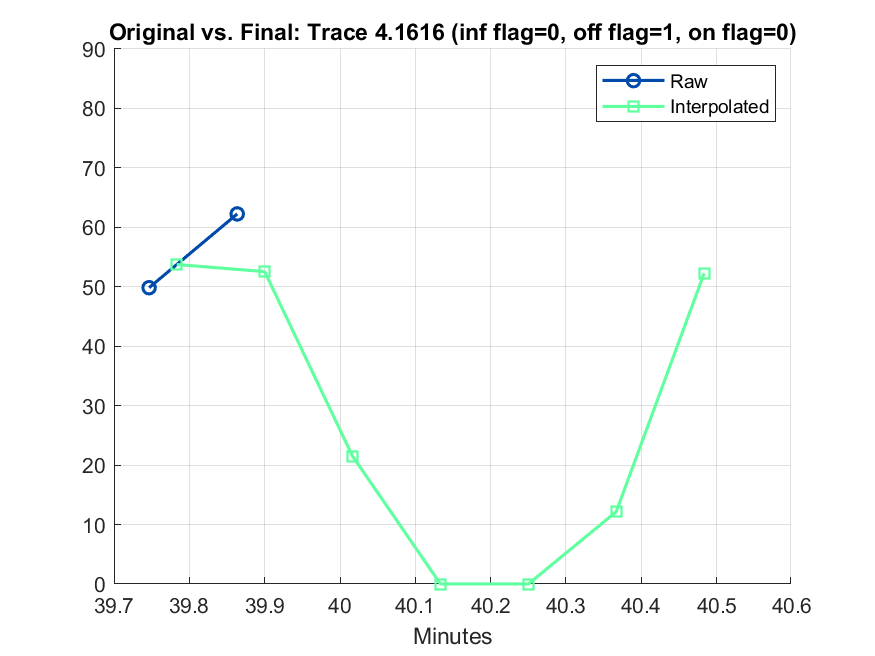 Original vs. Final: Trace 4.1616 (inf flag=0, off flag=1, on flag=0)
90
80
70
60
50
40
30
20
10
0
Raw
Interpolated
39.7 39.8 39.9 40 40.1 40.2 40.3 40.4 40.5 40.6
Minutes